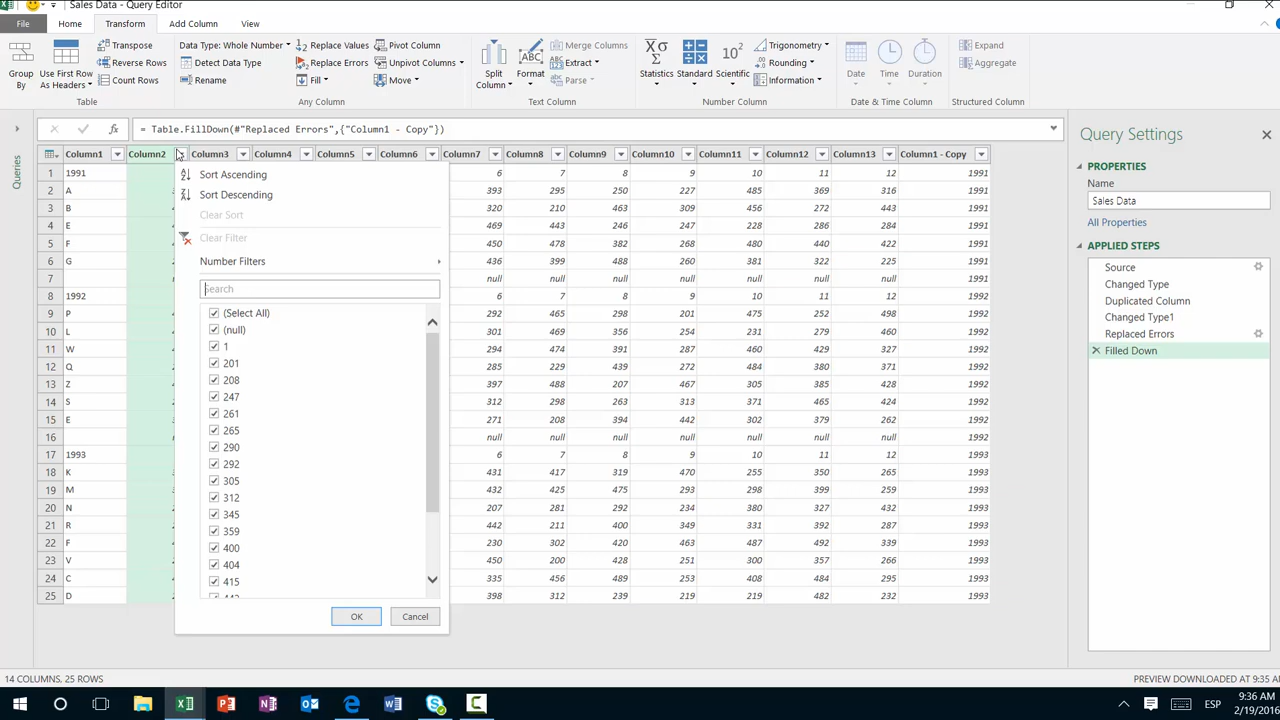 Sales Data - Query Editor
File Home Transform Add Column View
Group By
Use First Row As Headers
Transpose
Reverse Rows
Count Rows
Table
Data Type: Whole Number
Detect Data Type
Rename
Replace Values
Replace Errors
Fill
Pivot Column
Unpivot Columns
Move
Any Column
Split Column
Format
Merge Columns
Extract
Parse
Text Column
Statistics
Standard
Scientific
Trigonometry
Rounding
Information
Number Column
Date
Time
Duration
Date & Time Column
Expand
Aggregate
Structured Column
Queries
= Table.FillDown(#"Replaced Errors",{"Column1 - Copy"})
Column1 Column2 Column3 Column4 Column5 Column6 Column7 Column8 Column9 Column10 Column11 Column12 Column13 Column1 - Copy
1 1991 6 7 8 9 10 11 12 1991
2 A 393 295 250 227 485 369 316 1991
3 B 320 210 463 309 456 272 443 1991
4 E 469 443 246 247 228 286 284 1991
5 F 450 478 382 268 480 440 422 1991
6 G 436 399 488 260 381 322 225 1991
7 null null null null null null null 1991
8 1992 6 7 8 9 10 11 12 1992
9 P 292 465 298 201 475 252 498 1992
10 L 301 469 356 254 231 279 460 1992
11 W 294 474 391 287 460 429 327 1992
12 Q 285 229 439 272 484 380 371 1992
13 Z 397 488 207 467 305 385 428 1992
14 S 312 298 263 313 371 465 424 1992
15 E 271 208 394 442 302 379 262 1992
16 null null null null null null null 1992
17 1993 6 7 8 9 10 11 12 1993
18 K 431 417 319 470 255 350 265 1993
19 M 432 425 475 293 298 399 259 1993
20 N 207 281 292 234 380 327 432 1993
21 R 442 211 400 349 331 392 287 1993
22 F 230 302 420 463 487 492 339 1993
23 V 450 200 428 251 300 357 266 1993
24 C 335 456 489 253 408 484 295 1993
25 D 398 312 239 219 219 482 232 1993
Sort Ascending
Sort Descending
Clear Sort
Clear Filter
Number Filters
Search
(Select All)
(null)
1
201
208
247
261
265
290
292
305
312
345
359
400
404
415
OK Cancel
Query Settings
PROPERTIES
Name
Sales Data
All Properties
APPLIED STEPS
Source
Changed Type
Duplicated Column
Changed Type1
Replaced Errors
Filled Down
14 COLUMNS, 25 ROWS
PREVIEW DOWNLOADED AT 9:35 
ESP
9:36 AM
2/19/2016